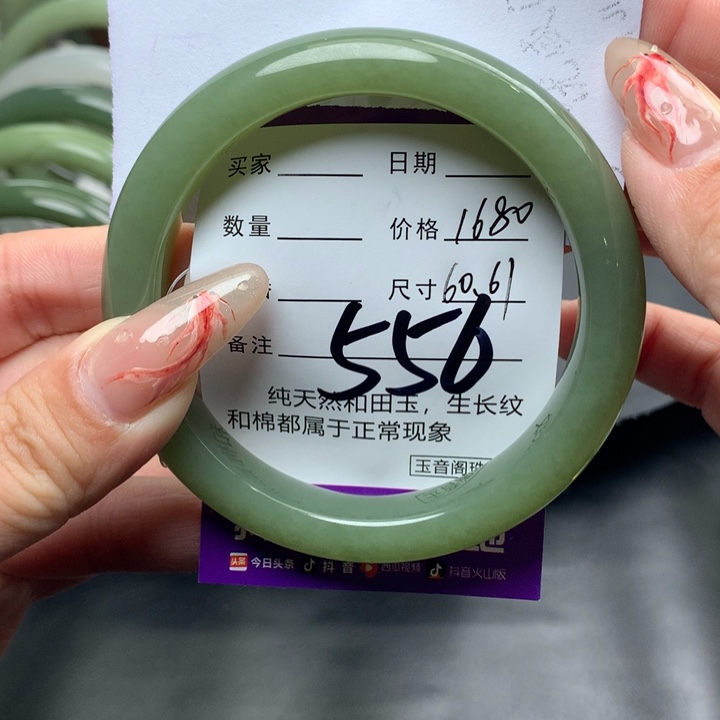 买家 日期
数量 价格 1680
尺寸 60.61
备注 556
纯天然和田玉，生长纹
和棉都属于正常现象
玉音阁珠
今日头条 抖音 西瓜视频 抖音火山版